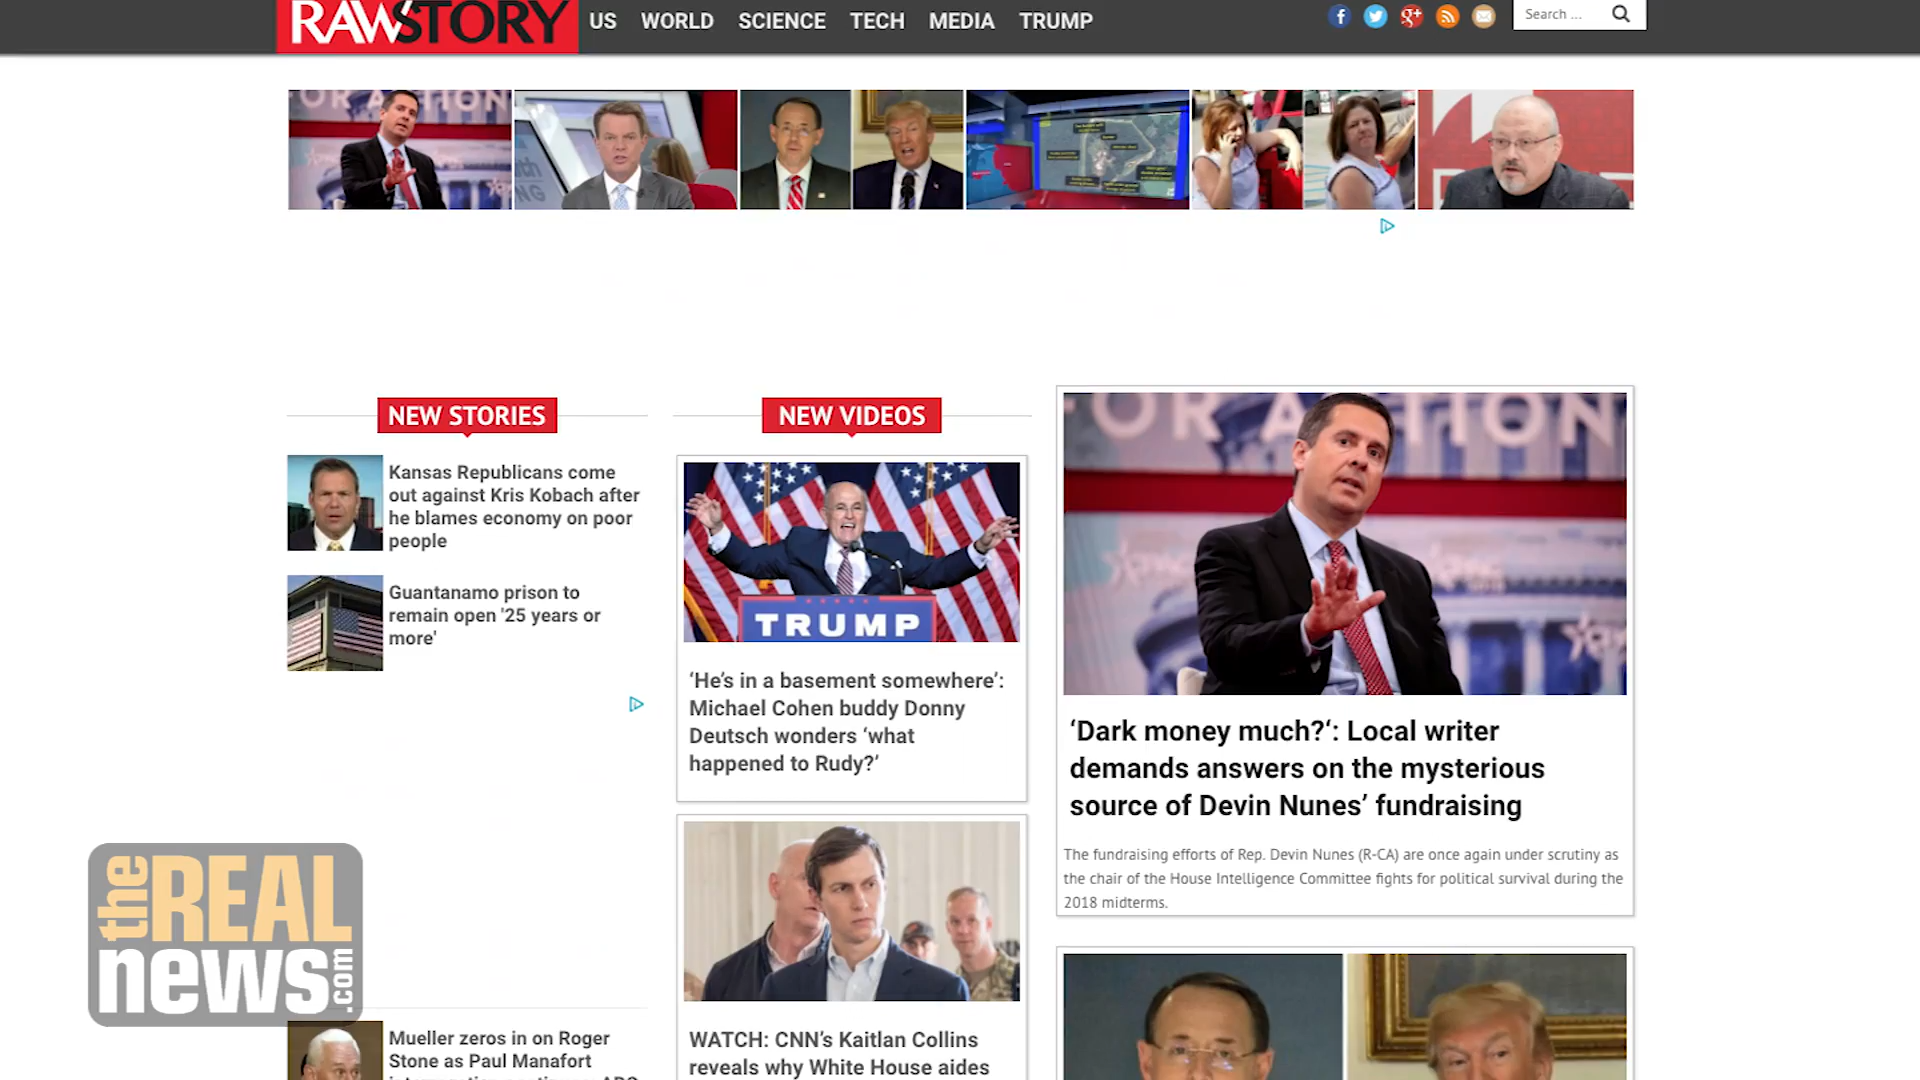 RAWSTORY
US WORLD SCIENCE TECH MEDIA TRUMP
Search ...
NEW STORIES
Kansas Republicans come
out against Kris Kobach after
he blames economy on poor
people
Guantanamo prison to
remain open '25 years or
more'
Mueller zeros in on Roger
Stone as Paul Manafort
NEW VIDEOS
TRUMP
‘He’s in a basement somewhere’:
Michael Cohen buddy Donny
Deutsch wonders ‘what
happened to Rudy?’
WATCH: CNN’s Kaitlan Collins
reveals why White House aides
OR ACTION
‘Dark money much?‘: Local writer
demands answers on the mysterious
source of Devin Nunes’ fundraising
The fundraising efforts of Rep. Devin Nunes (R-CA) are once again under scrutiny as
the chair of the House Intelligence Committee fights for political survival during the
2018 midterms.
the REAL
news.com